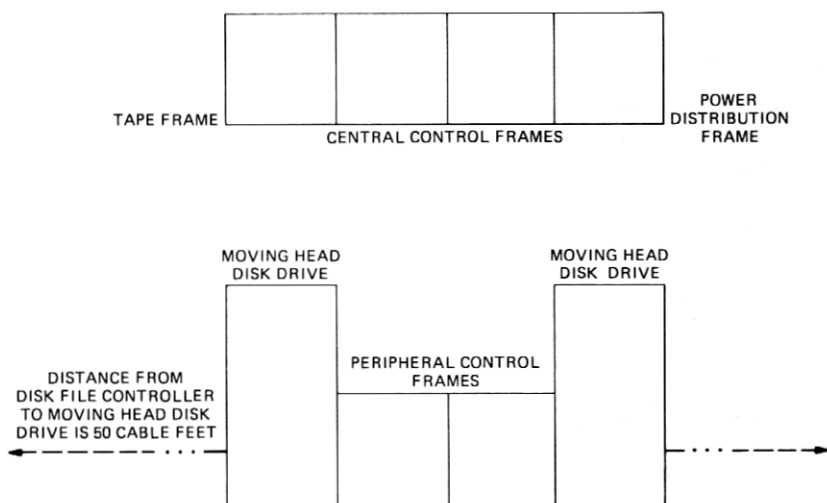 TAPE FRAME
CENTRAL CONTROL FRAMES
POWER
DISTRIBUTION
FRAME
MOVING HEAD
DISK DRIVE
MOVING HEAD
DISK DRIVE
PERIPHERAL CONTROL
FRAMES
DISTANCE FROM
DISK FILE CONTROLLER
TO MOVING HEAD DISK
DRIVE IS 50 CABLE FEET